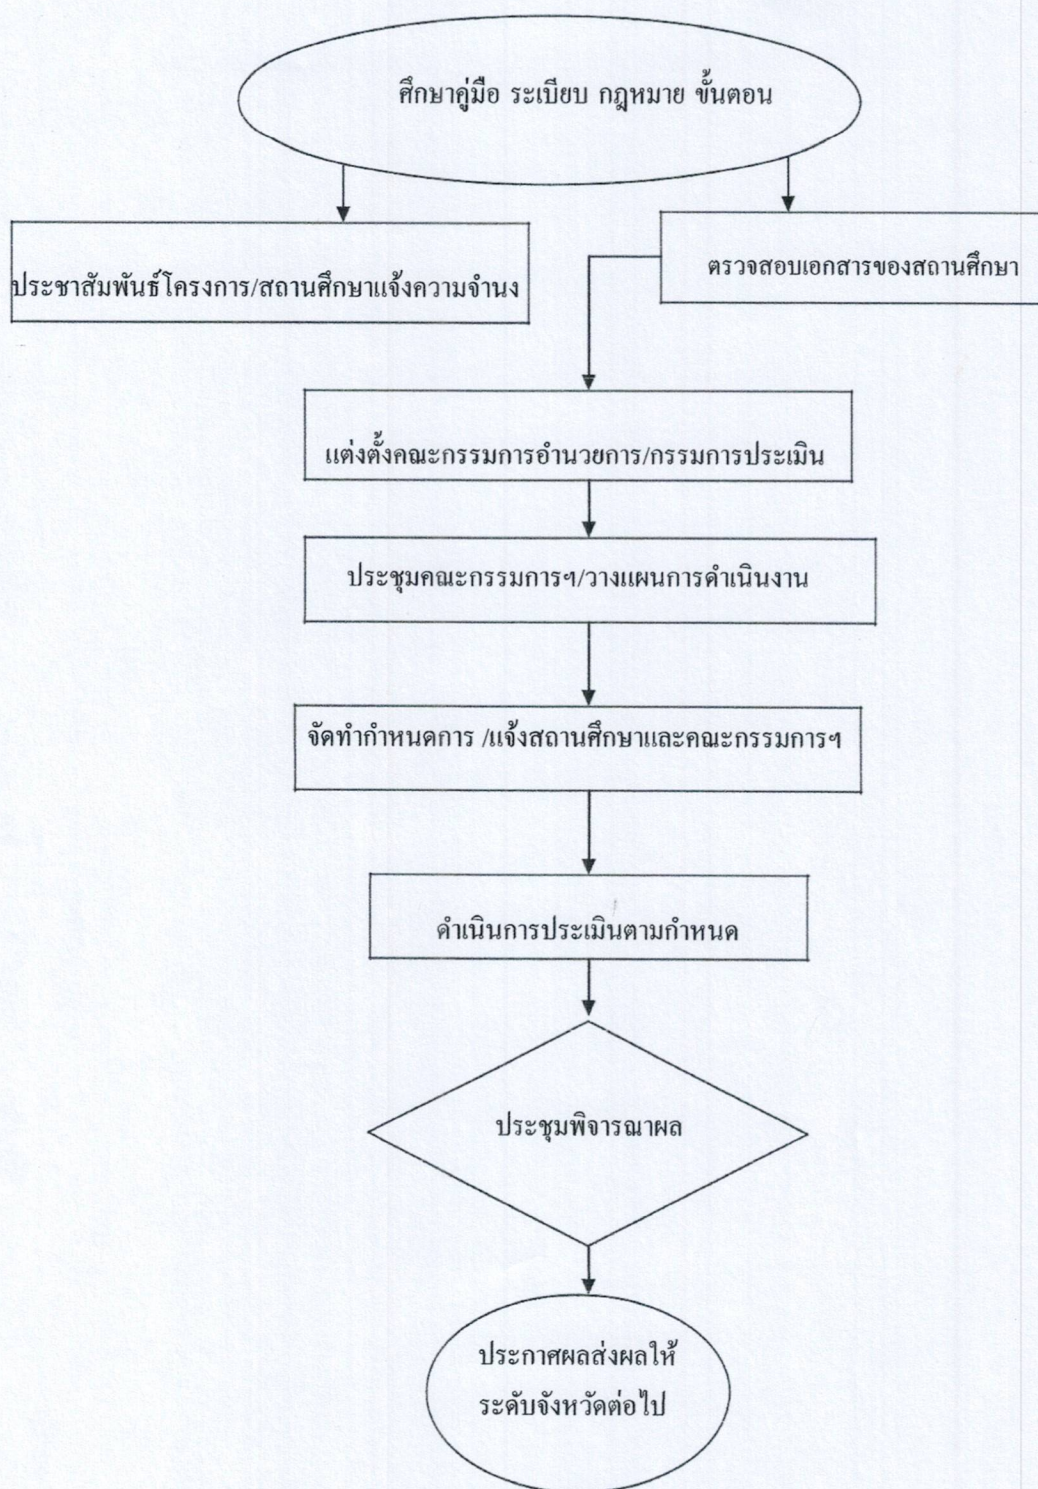 ศึกษาคู่มือ ระเบียบ กฎหมาย ขั้นตอน
ประชาสัมพันธ์โครงการ/สถานศึกษาแจ้งความจำนง
ตรวจสอบเอกสารของสถานศึกษา
แต่งตั้งคณะกรรมการอำนวยการ/กรรมการประเมิน
ประชุมคณะกรรมการฯ/วางแผนการดำเนินงาน
จัดทำกำหนดการ /แจ้งสถานศึกษาและคณะกรรมการฯ
ดำเนินการประเมินตามกำหนด
ประชุมพิจารณาผล
ประกาศผลส่งผลให้
ระดับจังหวัดต่อไป